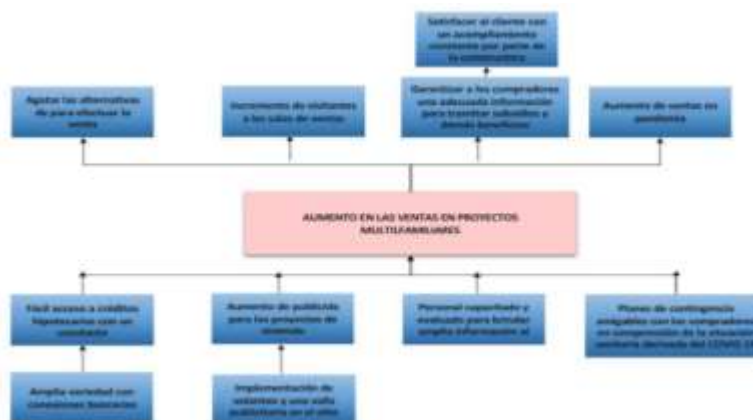 Satisfacer al cliente con
un acompñamiento
constante por parte de
la constructora
Agotar las alternativas
de para efectuar la
venta
Incremento de visitantes
a las salas de ventas
Garantizar a los compradores
una adecuada información
para tramitar subsidios y
demás beneficios
Aumento de ventas en
pandemia
AUMENTO EN LAS VENTAS EN PROYECTOS
MULTIFAMILIARES
Fácil acceso a créditos
hipotecarios con un
Aumento de publicida
para los proyectos de
vivienda
Personal capacitado y
evaluado para brindar
amplia información al
Planes de contingencia
amigables con los compradores
en comprensión de la situación
sanitaria derivada del COVID 19
Amplia variedad con
conexiones bancarias
Implementación de
volantes y una valla
publicitaria en el sitio